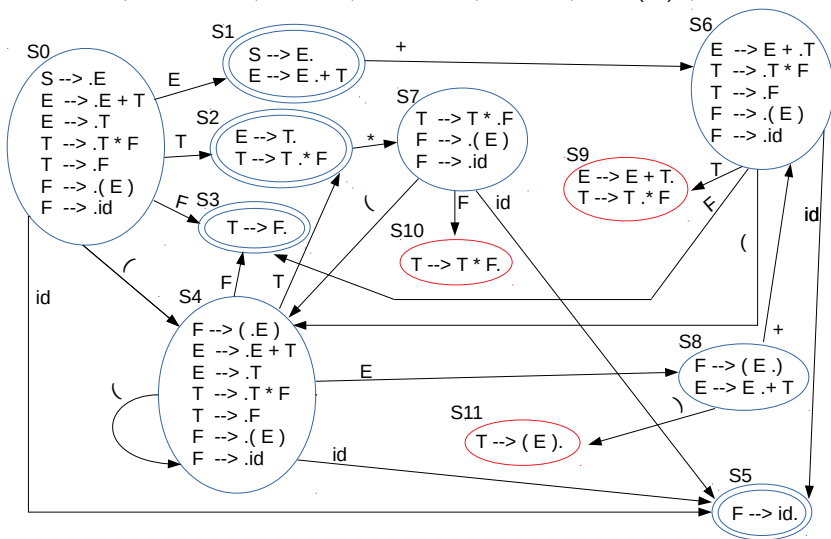 S0
S --> .E
E --> .E + T
E --> .T
T --> .T * F
T --> .F
F --> .( E )
F --> .id
E
T
F
(
id
S1
S --> E.
E --> E .+ T
+
S2
E --> T.
T --> T .* F
*
S3
T --> F.
S7
T --> T * .F
F --> .( E )
F --> .id
(
F
id
S6
E --> E + .T
T --> .T * F
T --> .F
F --> .( E )
F --> .id
T
F
(
id
S9
E --> E + T.
T --> T .* F
S10
T --> T * F.
S4
F --> ( .E )
E --> .E + T
E --> .T
T --> .T * F
T --> .F
F --> .( E )
F --> .id
F
T
(
E
id
S8
F --> ( E .)
E --> E .+ T
+
)
S11
T --> ( E ).
S5
F --> id.